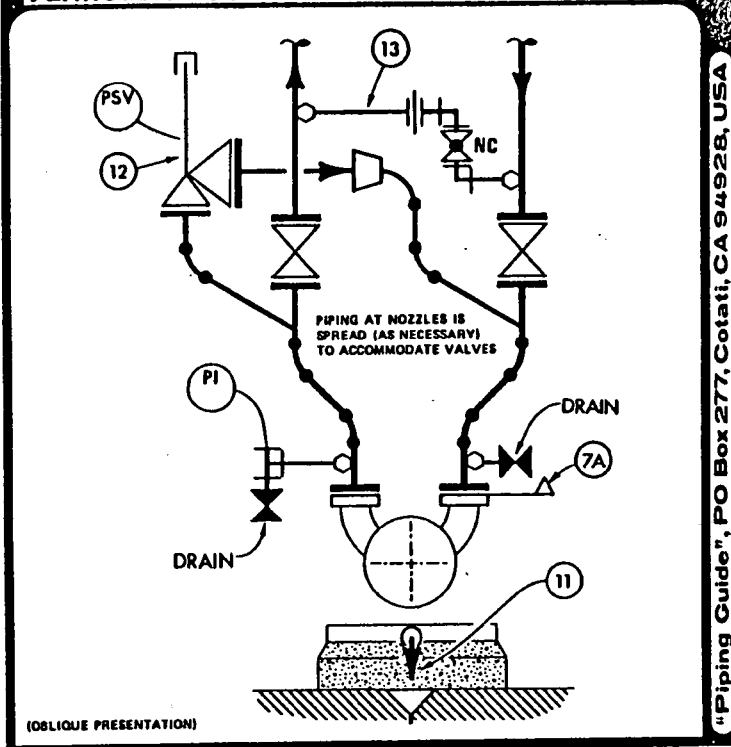 13
PSV
12
NC
PIPING AT NOZZLES IS
SPREAD (AS NECESSARY)
TO ACCOMMODATE VALVES
PI
DRAIN
7A
DRAIN
11
(OBLIQUE PRESENTATION)
"Piping Guide", PO Box 277, Cotati, CA 94928, USA